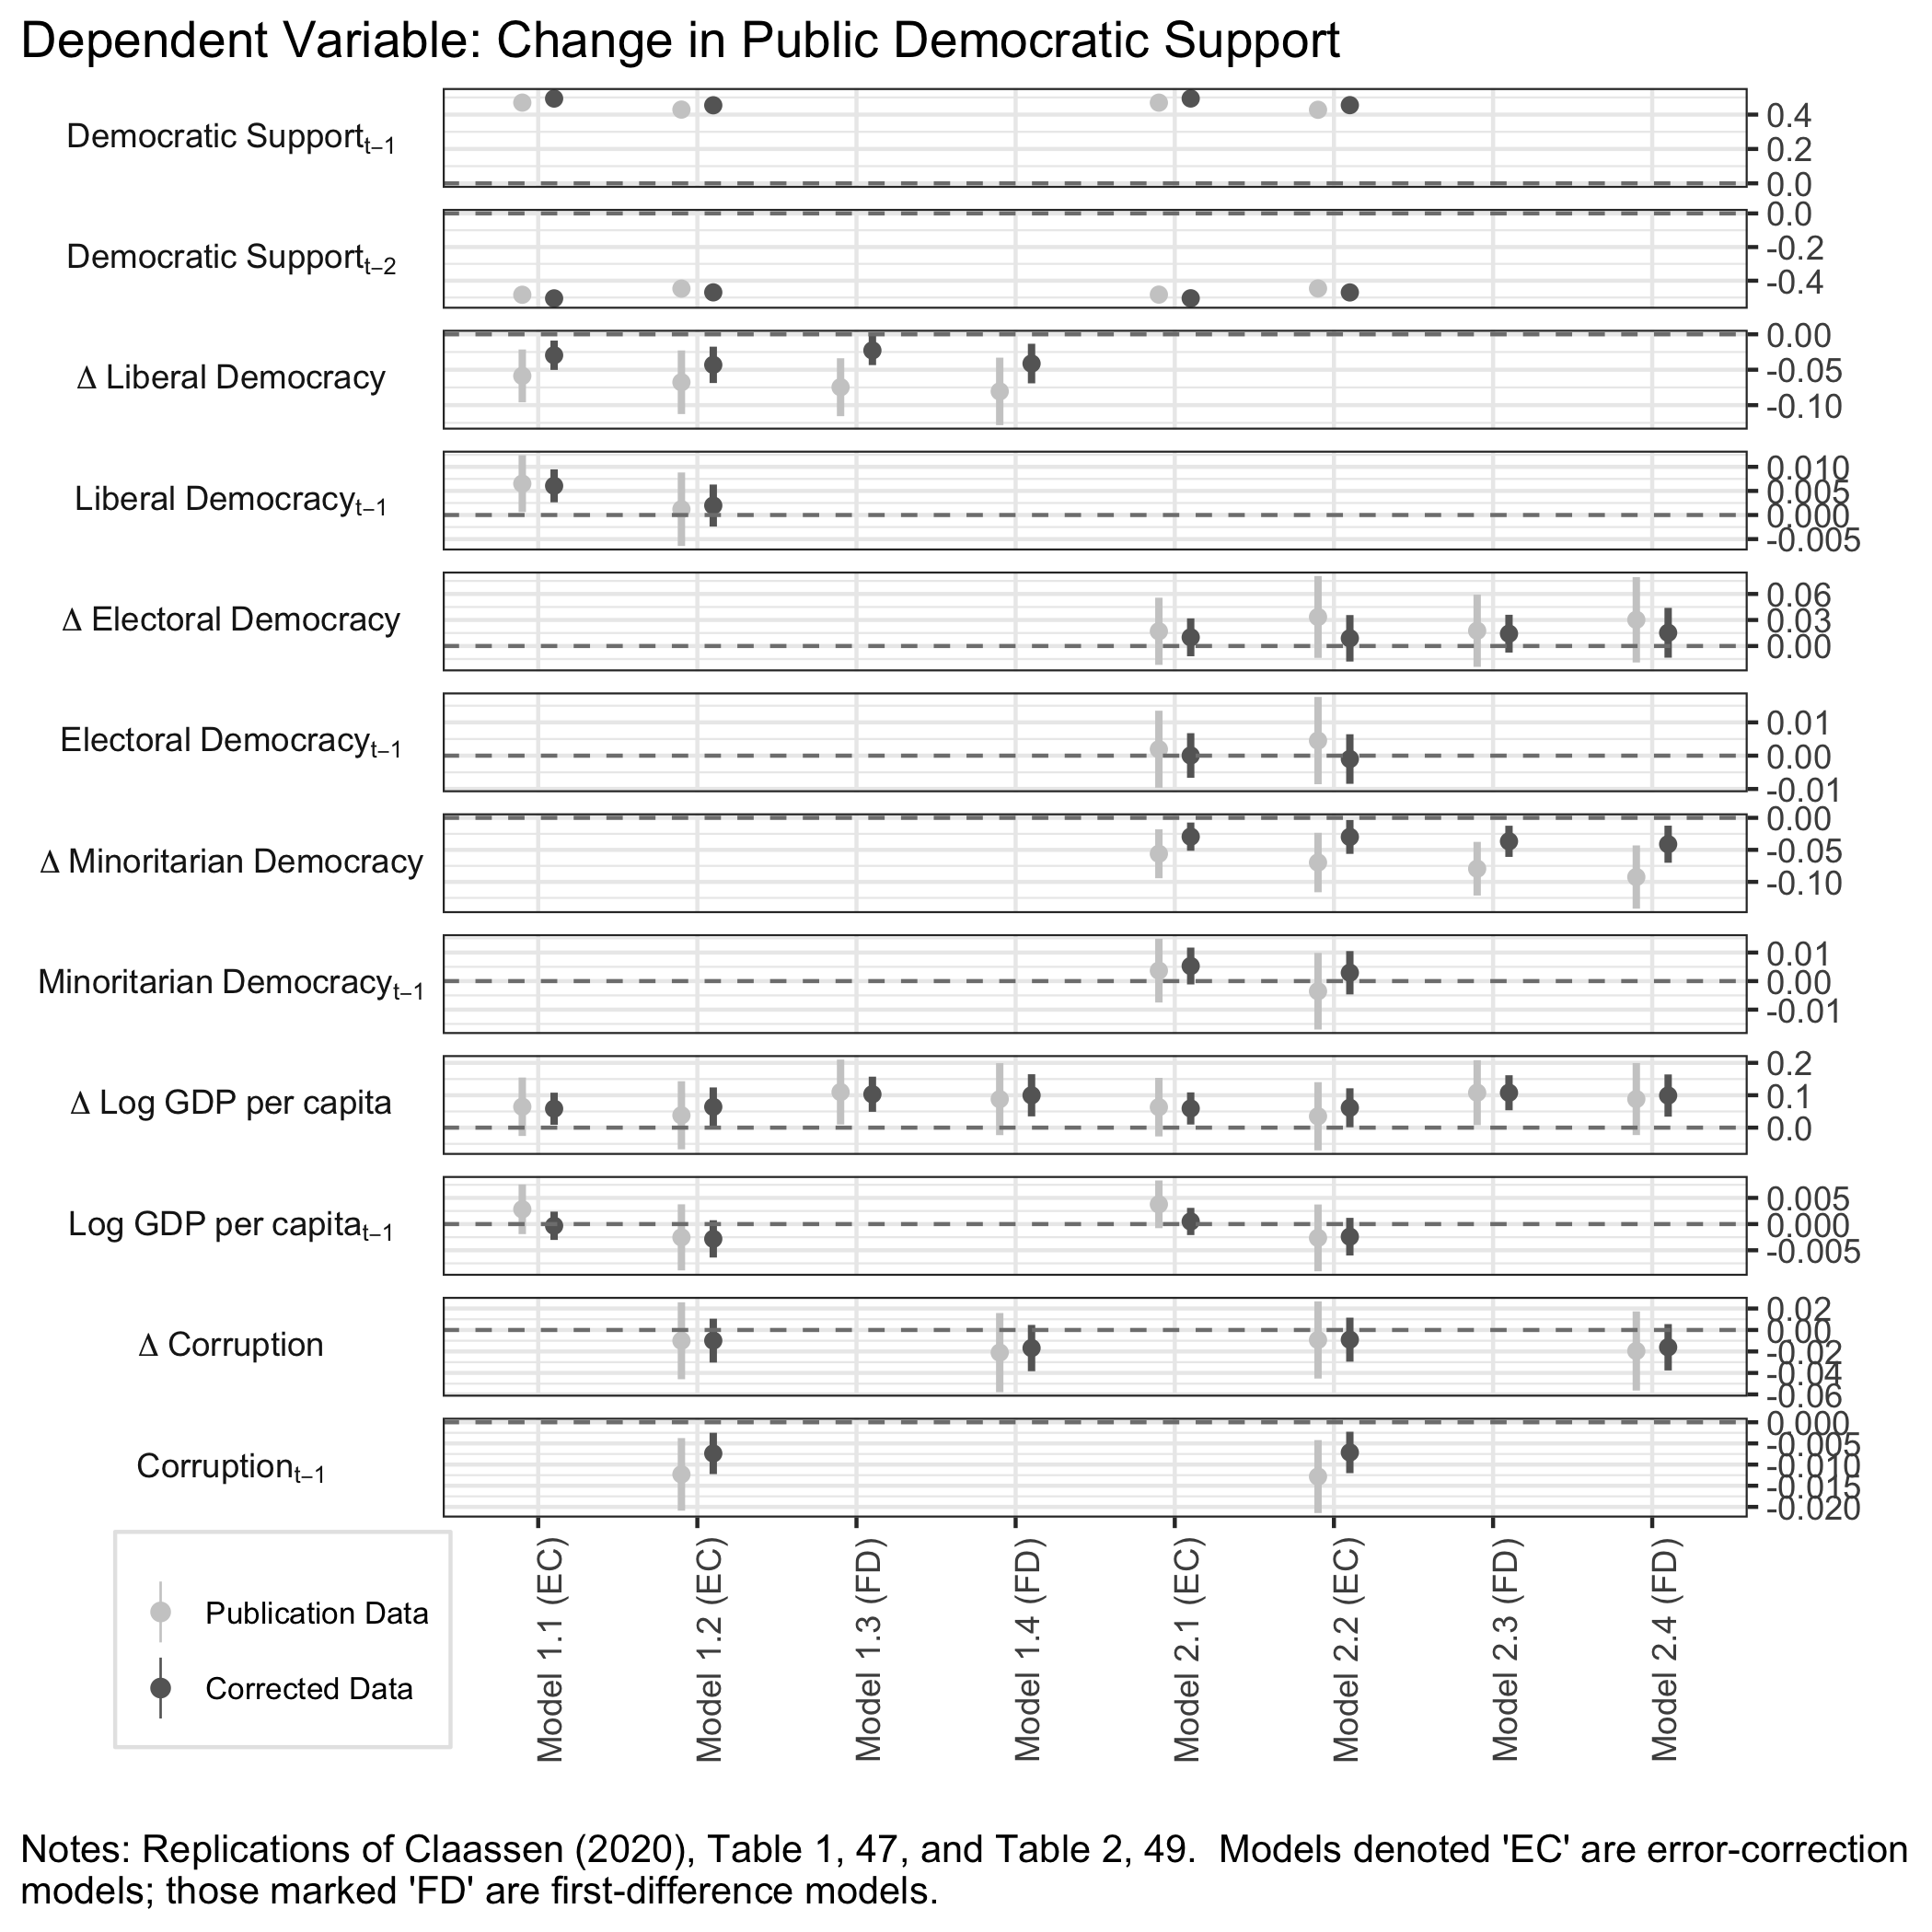 Dependent Variable: Change in Public Democratic Support
Democratic Supportt−1
0.4
0.2
0.0
Democratic Supportt−2
0.0
-0.2
-0.4
Δ Liberal Democracy
0.00
-0.05
-0.10
Liberal Democracyt−1
0.010
0.005
0.000
-0.005
Δ Electoral Democracy
0.06
0.03
0.00
Electoral Democracyt−1
0.01
0.00
-0.01
Δ Minoritarian Democracy
0.00
-0.05
-0.10
Minoritarian Democracyt−1
0.01
0.00
-0.01
Δ Log GDP per capita
0.2
0.1
0.0
Log GDP per capitat−1
0.005
0.000
-0.005
Δ Corruption
0.02
0.00
-0.02
-0.04
-0.06
Corruptiont−1
0.000
-0.005
-0.010
-0.015
-0.020
Model 1.1 (EC)
Model 1.2 (EC)
Model 1.3 (FD)
Model 1.4 (FD)
Model 2.1 (EC)
Model 2.2 (EC)
Model 2.3 (FD)
Model 2.4 (FD)
Publication Data
Corrected Data
Notes: Replications of Claassen (2020), Table 1, 47, and Table 2, 49.  Models denoted 'EC' are error-correction
models; those marked 'FD' are first-difference models.